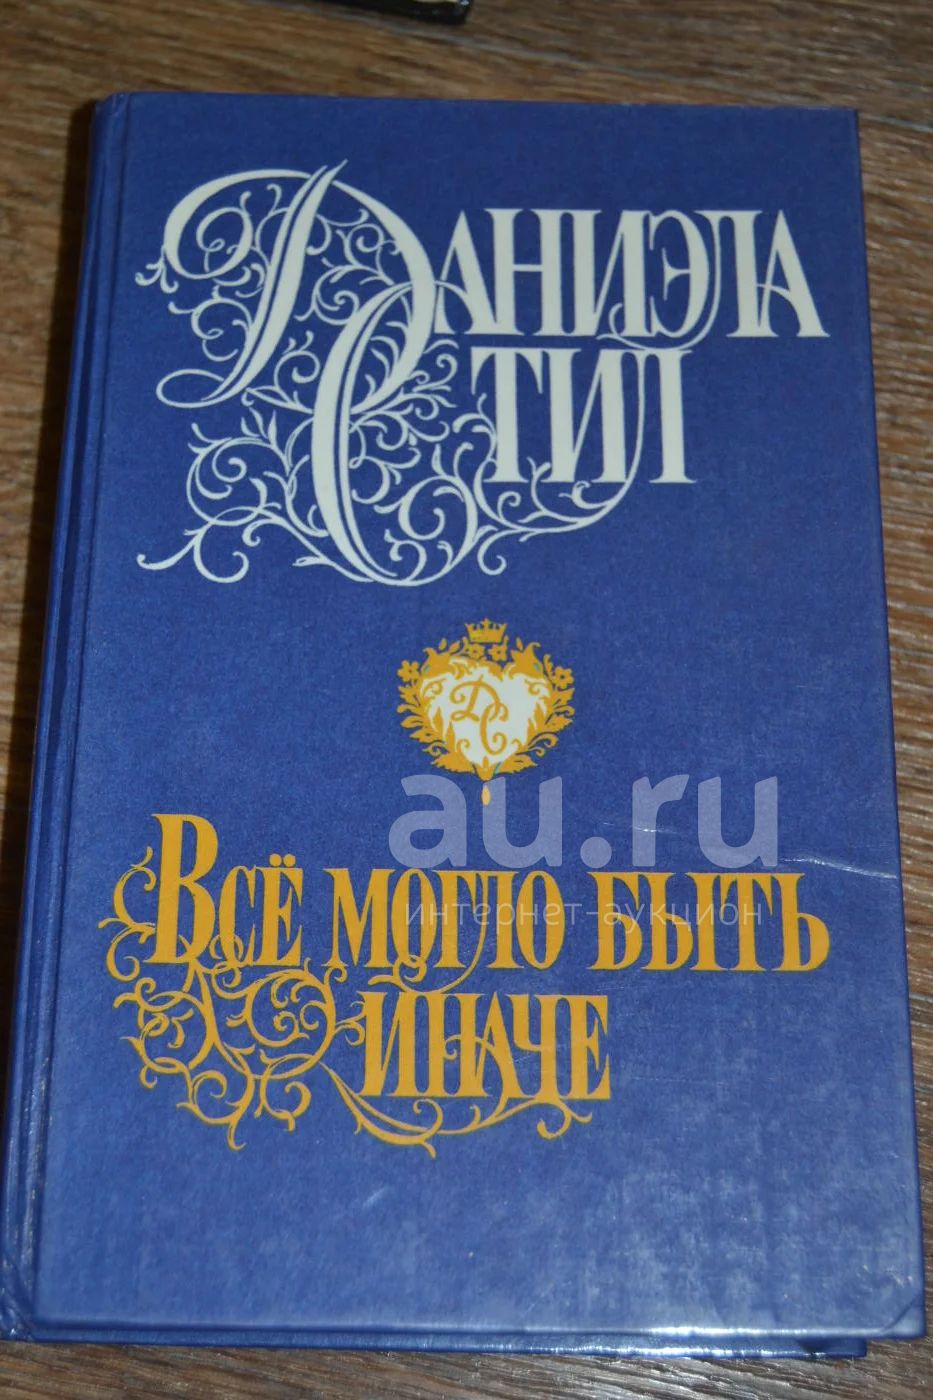 Даниэла
Стил
ДС
au.ru
интернет-аукцион
Всё могло быть
иначе